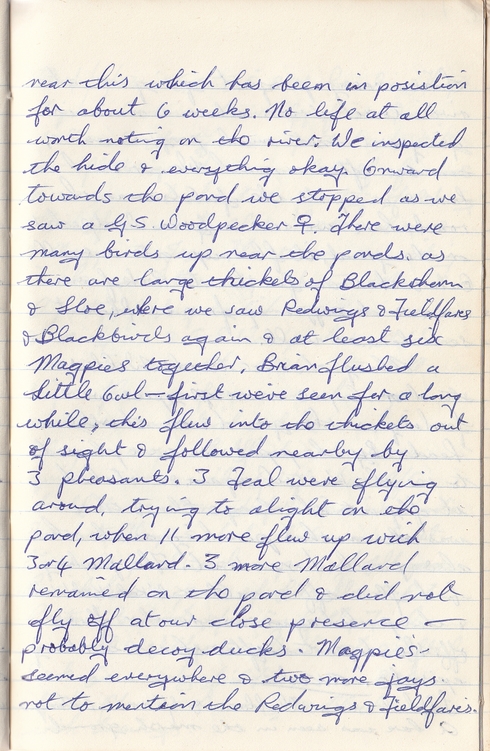 near this which has beem in posistion
for about 6 weeks. No life at all
worth noting on the river. We inspected
the hide & everything okay. Onward
towards the pond we stopped as we
saw a G.S. Woodpecker ♀. There were
many birds up near the ponds. as
there are large thickets of Blackthorn
& Sloe, where we saw Redwings & Fieldfares
& Blackbirds again & at least six
Magpies together, Brian flushed a
Little Owl – first we've seen for a long
while, this flew into the thickets out
of sight & followed nearby by
3 pheasants. 3 Teal were flying
around, trying to alight on the
pond, when 11 more flew up with
3or4 Mallard. 3 more Mallard
remained on the pond & did not
fly off at our close presence –
probably decoy ducks. Magpies
seemed everywhere & two more jays.
not to mention the Redwings & Fieldfares.